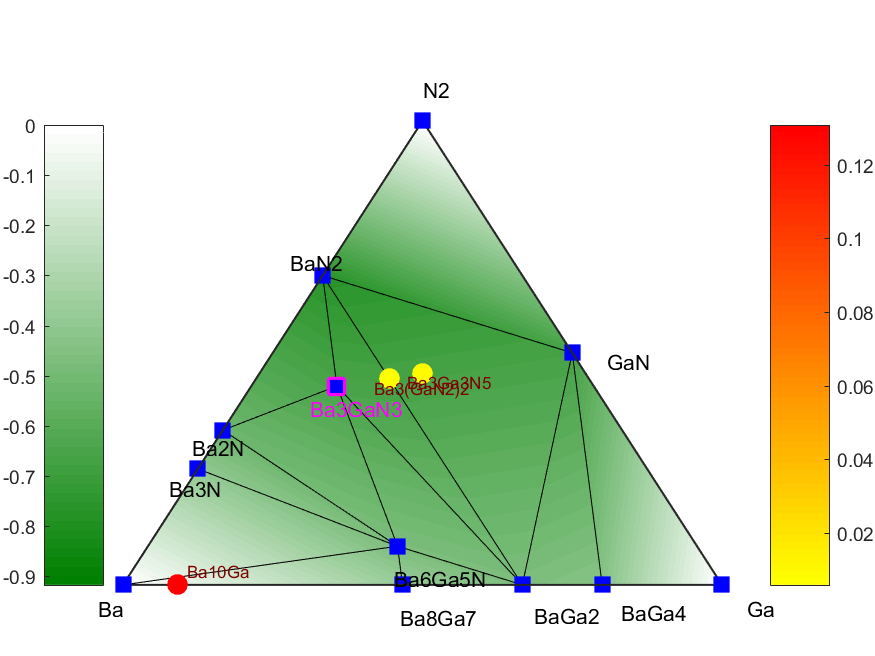 N2
0
-0.1
-0.2
-0.3
-0.4
-0.5
-0.6
-0.7
-0.8
-0.9
0.12
0.1
0.08
0.06
0.04
0.02
BaN2
GaN
Ba3Ga3N5
Ba3(GaN2)2
Ba3GaN3
Ba2N
Ba3N
Ba10Ga
Ba6Ga5N
Ba
Ba8Ga7
BaGa2
BaGa4
Ga